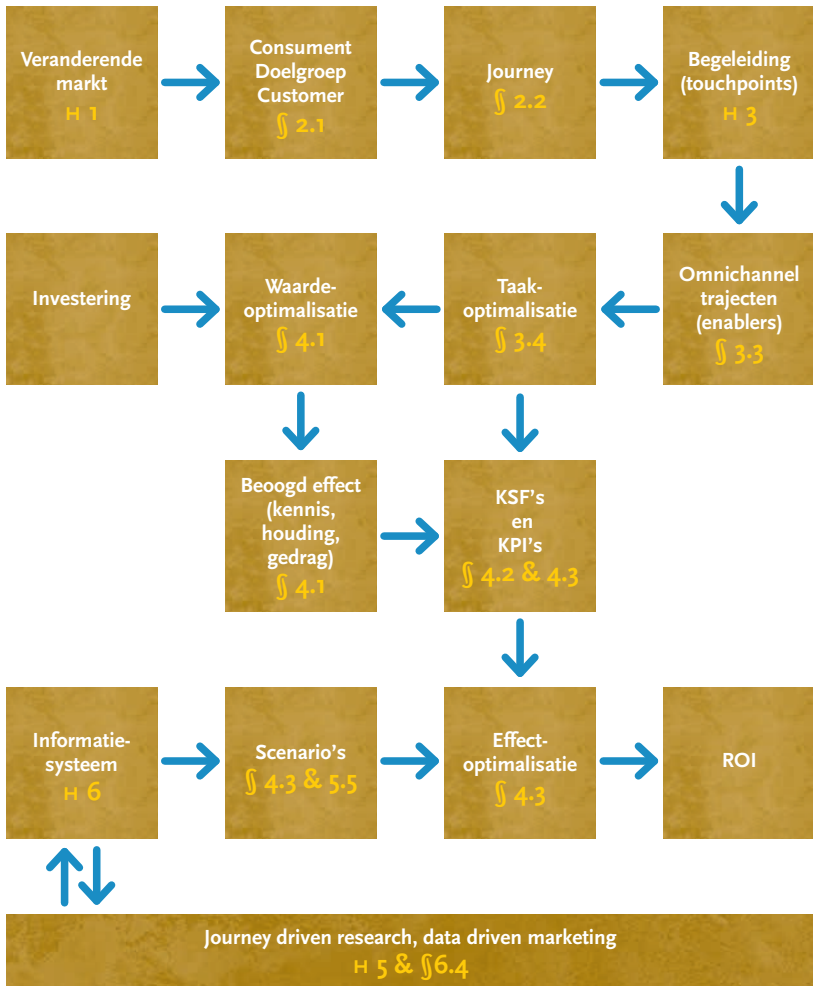 Veranderende
markt
H 1
Consument
Doelgroep
Customer
§ 2.1
Journey
§ 2.2
Begeleiding
(touchpoints)
H 3
Investering
Waarde-
optimalisatie
§ 4.1
Taak-
optimalisatie
§ 3.4
Omnichannel
trajecten
(enablers)
§ 3.3
Beoogd effect
(kennis,
houding,
gedrag)
§ 4.1
KSF's
en
KPI's
§ 4.2 & 4.3
Informatie-
systeem
H 6
Scenario's
§ 4.3 & 5.5
Effect-
optimalisatie
§ 4.3
ROI
Journey driven research, data driven marketing
H 5 & §6.4